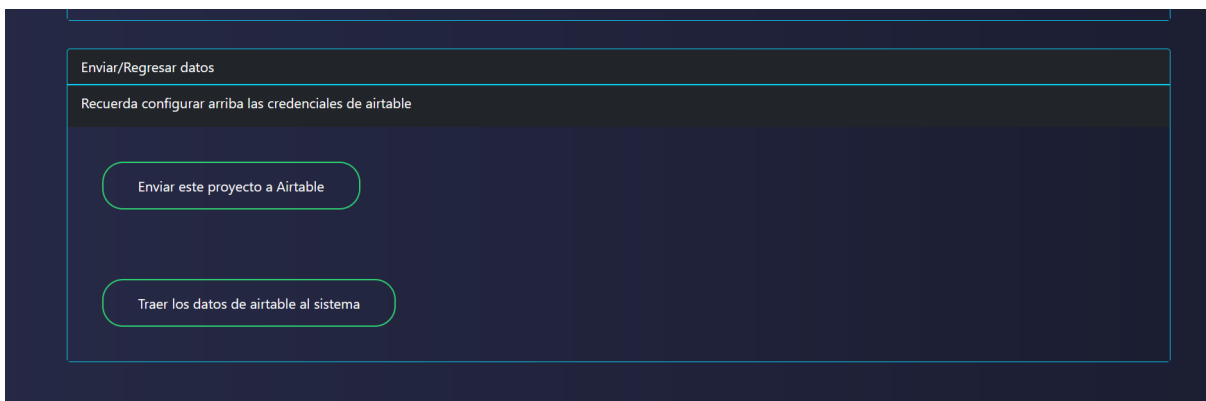 Enviar/Regresar datos
Recuerda configurar arriba las credenciales de airtable
Enviar este proyecto a Airtable
Traer los datos de airtable al sistema